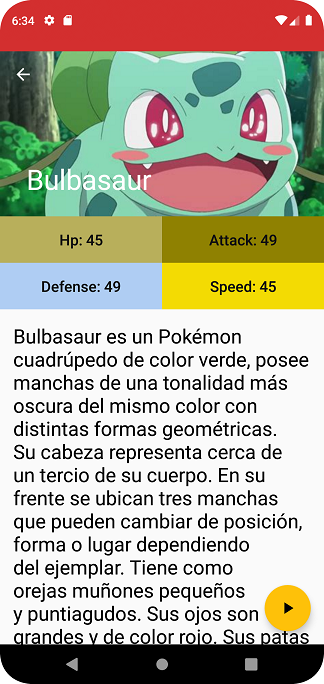 6:34
Bulbasaur
Hp: 45
Attack: 49
Defense: 49
Speed: 45
Bulbasaur es un Pokémon
cuadrúpedo de color verde, posee
manchas de una tonalidad más
oscura del mismo color con
distintas formas geométricas.
Su cabeza representa cerca de
un tercio de su cuerpo. En su
frente se ubican tres manchas
que pueden cambiar de posición,
forma o lugar dependiendo
del ejemplar. Tiene como
orejas muñones pequeños
y puntiagudos. Sus ojos son
grandes y de color rojo. Sus patas